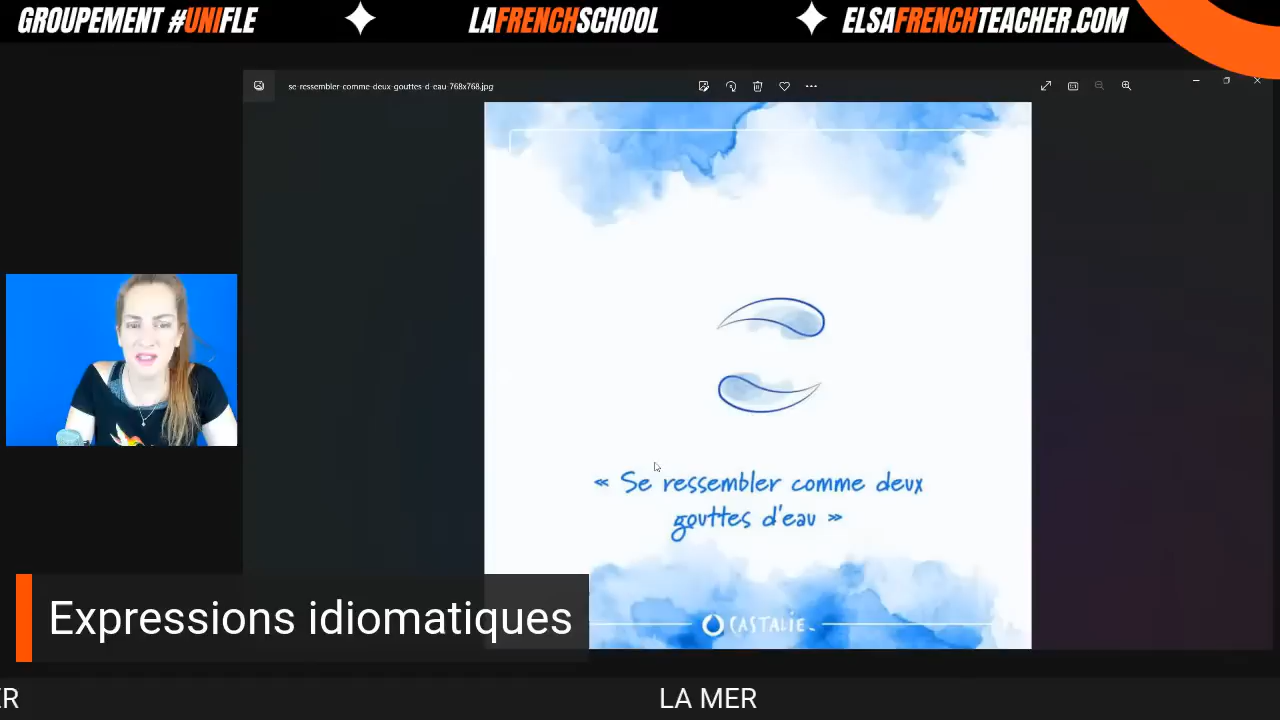 GROUPEMENT #UNIFLE
LAFRENCHSCHOOL
ELSAFRENCHTEACHER.COM
se ressembler comme deux gouttes d eau 768x768.jpg
« Se ressembler comme deux
gouttes d'eau »
CASTALIE
Expressions idiomatiques
ER
LA MER